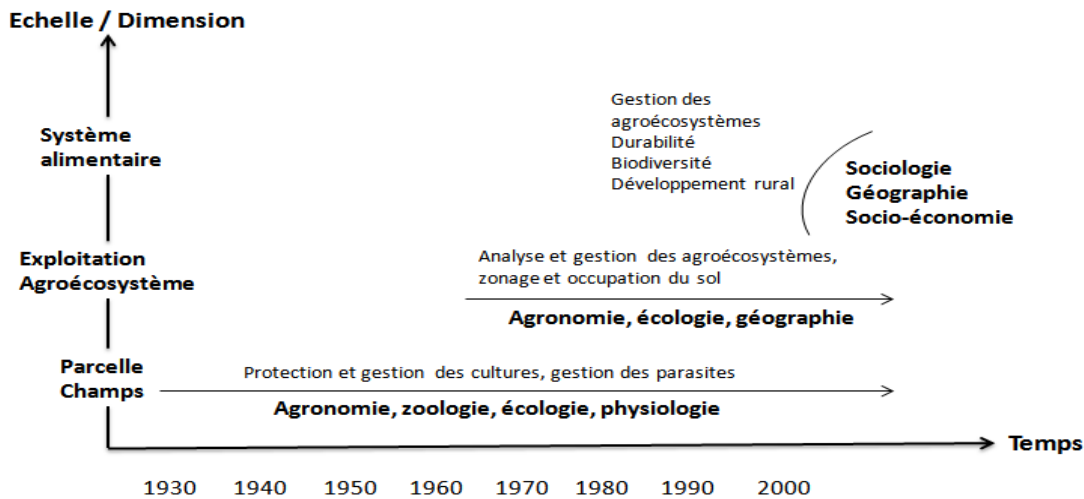 Echelle / Dimension
Gestion des
agroécosystèmes
Durabilité
Biodiversité
Développement rural
Système
alimentaire
Sociologie
Géographie
Socio-économie
Exploitation
Agroécosystème
Analyse et gestion des agroécosystèmes,
zonage et occupation du sol
Agronomie, écologie, géographie
Parcelle
Champs
Protection et gestion des cultures, gestion des parasites
Agronomie, zoologie, écologie, physiologie
Temps
1930 1940 1950 1960 1970 1980 1990 2000